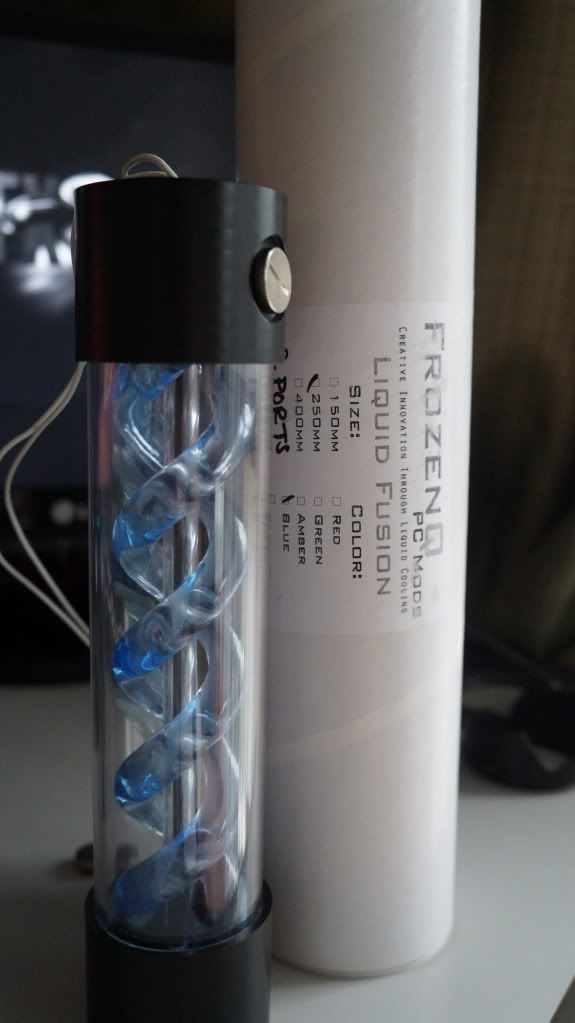 FROZENQ
PC MODS
CREATIVE INNOVATION THROUGH LIQUID COOLING
LIQUID FUSION
SIZE:
150MM
250MM
400MM
PORTS
COLOR:
RED
GREEN
AMBER
BLUE